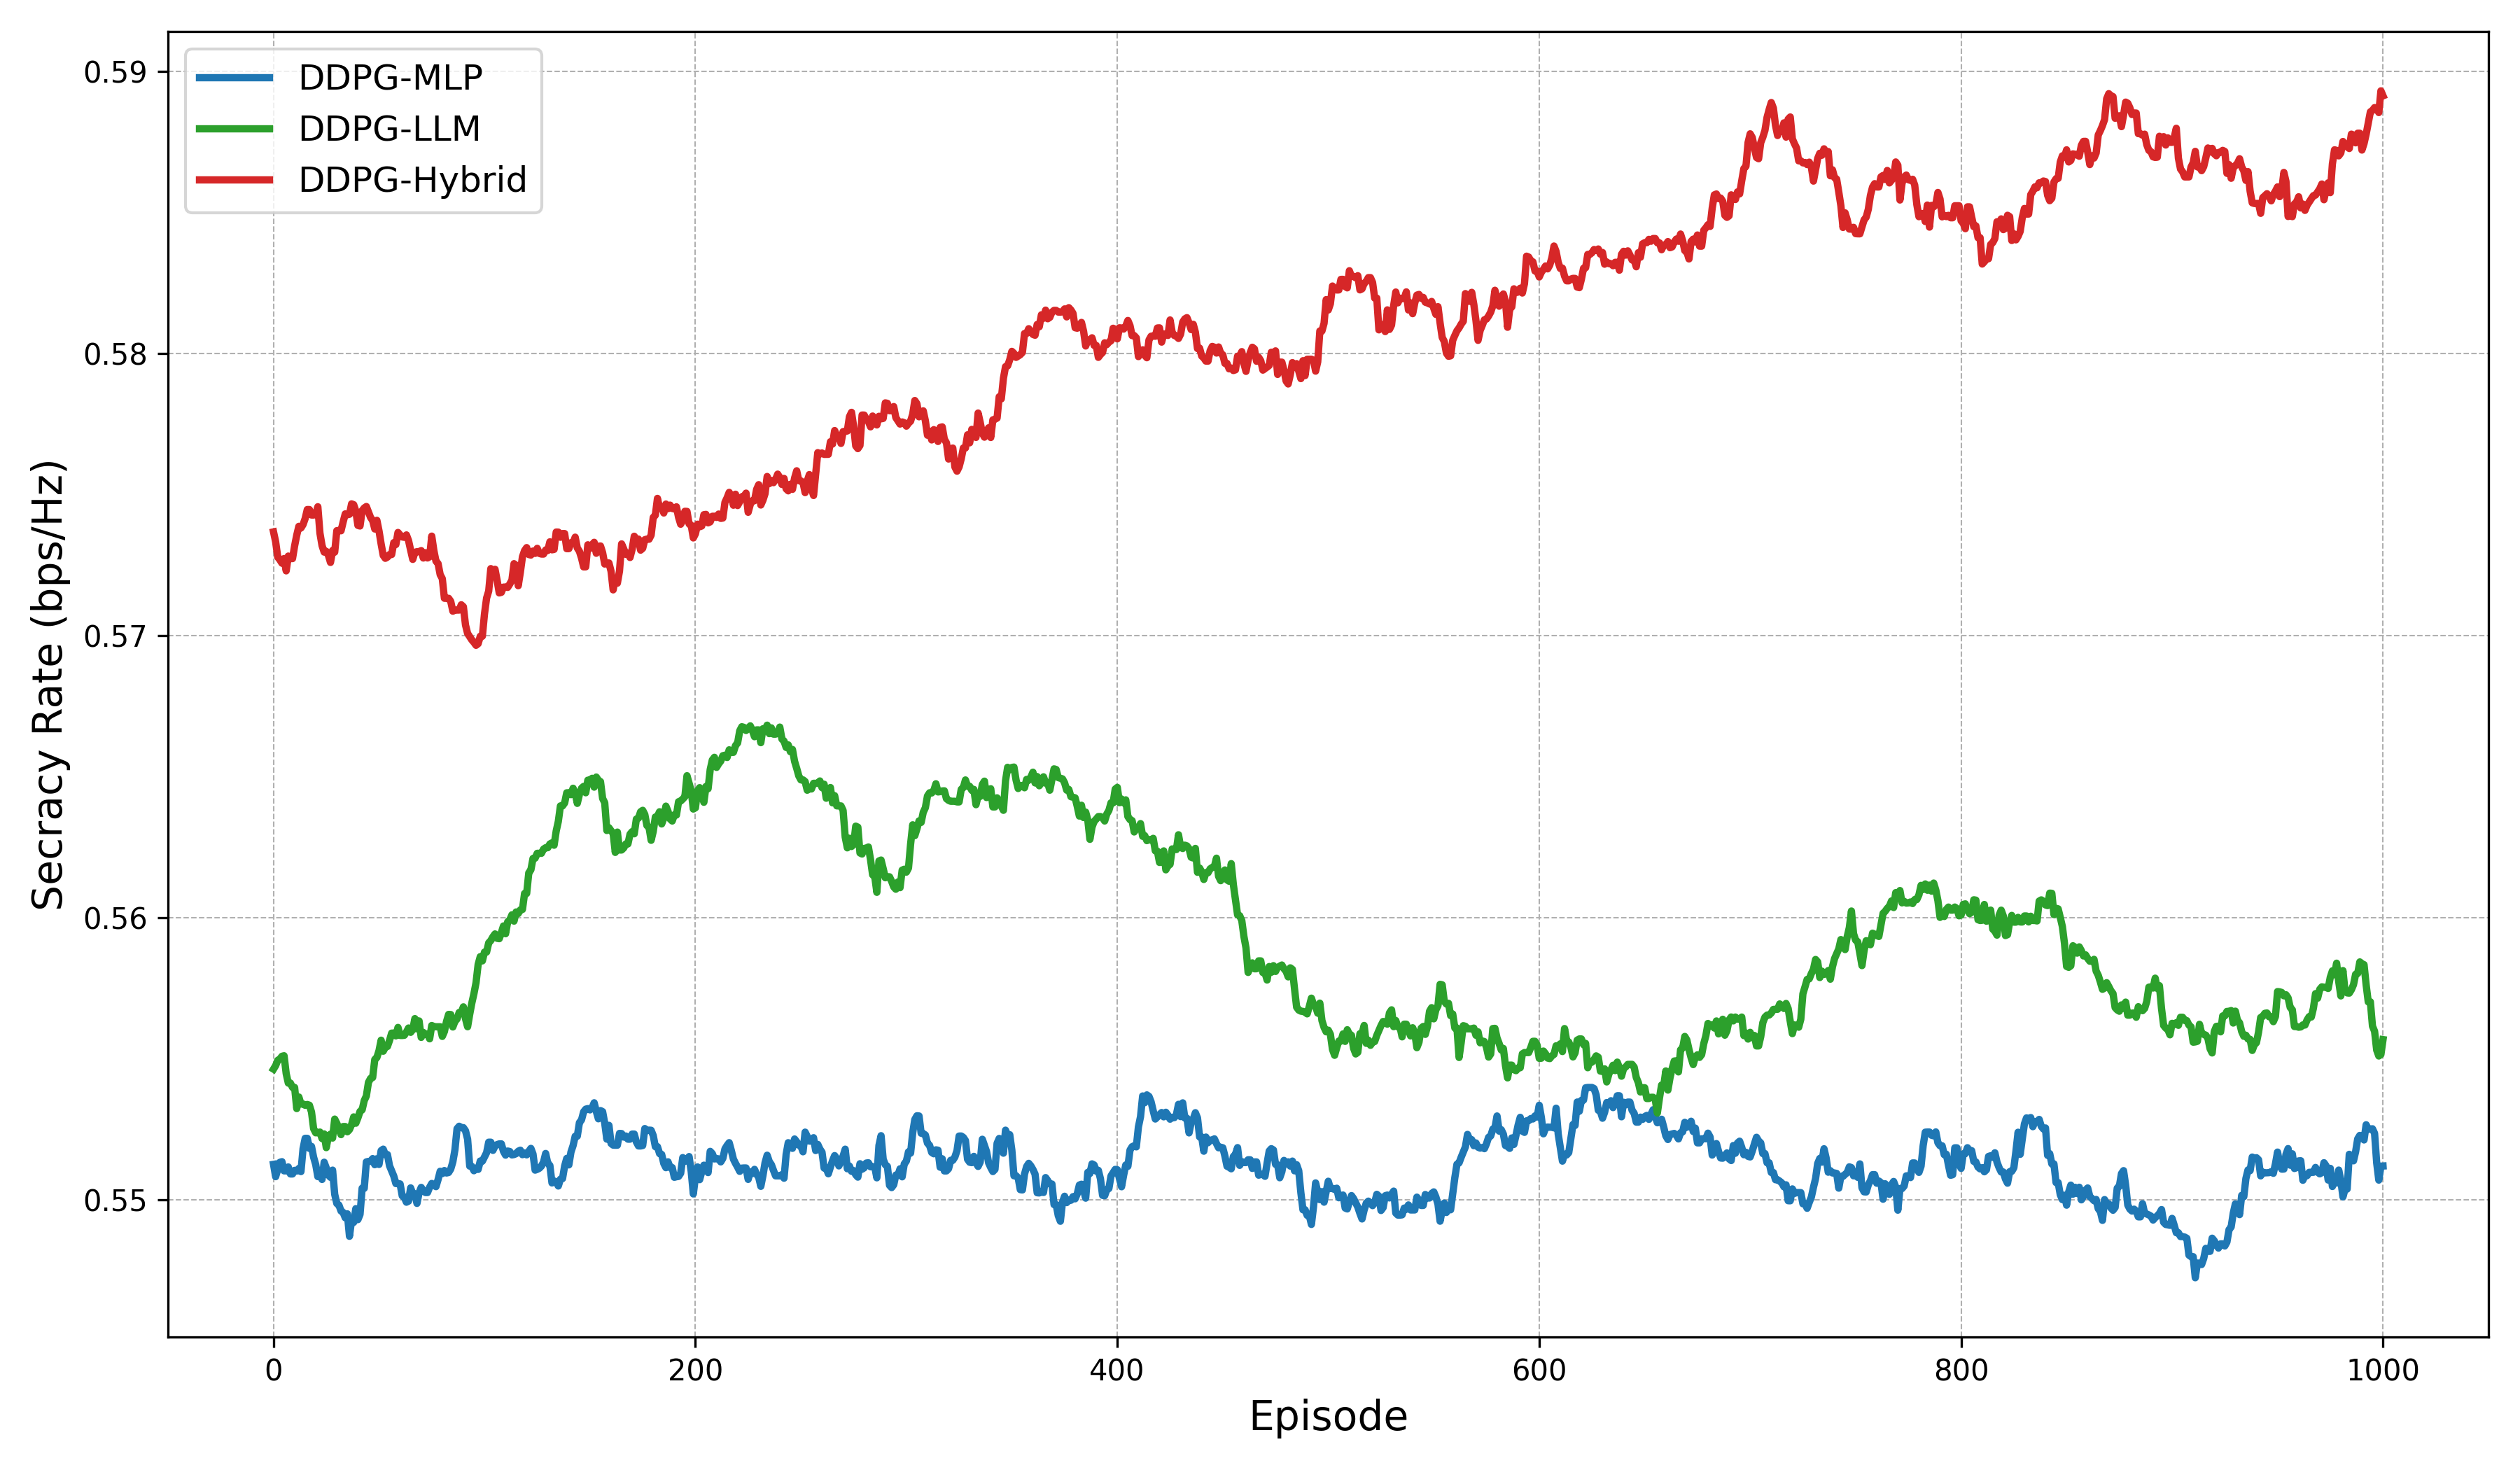 DDPG-MLP
DDPG-LLM
DDPG-Hybrid
Secracy Rate (bps/Hz)
0.59
0.58
0.57
0.56
0.55
0 200 400 600 800 1000
Episode